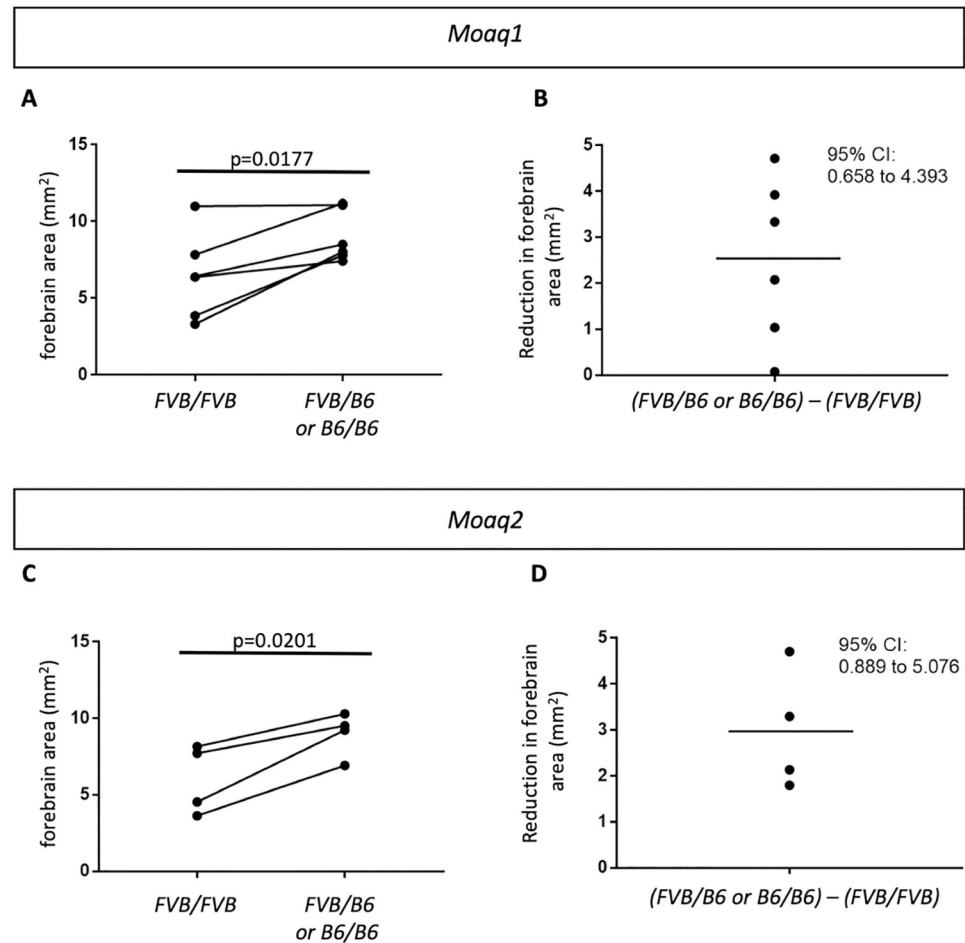 Moaq1
A
B
p=0.0177
15
10
5
0
forebrain area (mm²)
FVB/FVB
FVB/B6
or B6/B6
95% CI:
0.658 to 4.393
5
4
3
2
1
0
Reduction in forebrain
area (mm²)
(FVB/B6 or B6/B6) – (FVB/FVB)
Moaq2
C
D
p=0.0201
15
10
5
0
forebrain area (mm²)
FVB/FVB
FVB/B6
or B6/B6
95% CI:
0.889 to 5.076
5
4
3
2
1
0
Reduction in forebrain
area (mm²)
(FVB/B6 or B6/B6) – (FVB/FVB)